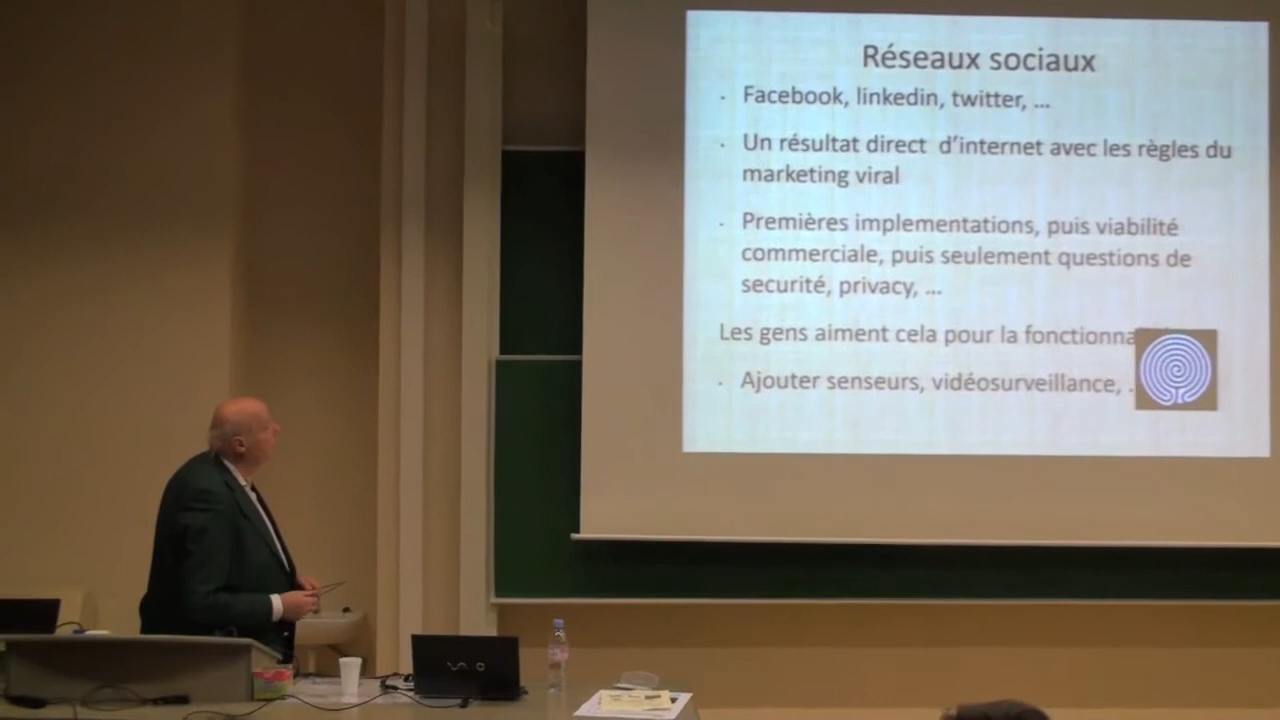 Réseaux sociaux
· Facebook, linkedin, twitter, ...
· Un résultat direct d'internet avec les règles du
marketing viral
· Premières implementations, puis viabilité
commerciale, puis seulement questions de
securité, privacy, ...
Les gens aiment cela pour la fonctionna
· Ajouter senseurs, vidéosurveillance, .
VAIO